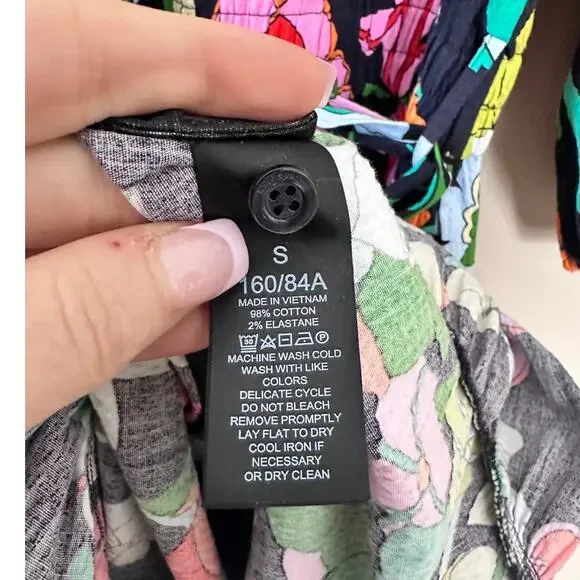 S
160/84A
MADE IN VIETNAM
98% COTTON
2% ELASTANE
30 P
MACHINE WASH COLD
WASH WITH LIKE
COLORS
DELICATE CYCLE
DO NOT BLEACH
REMOVE PROMPTLY
LAY FLAT TO DRY
COOL IRON IF
NECESSARY
OR DRY CLEAN